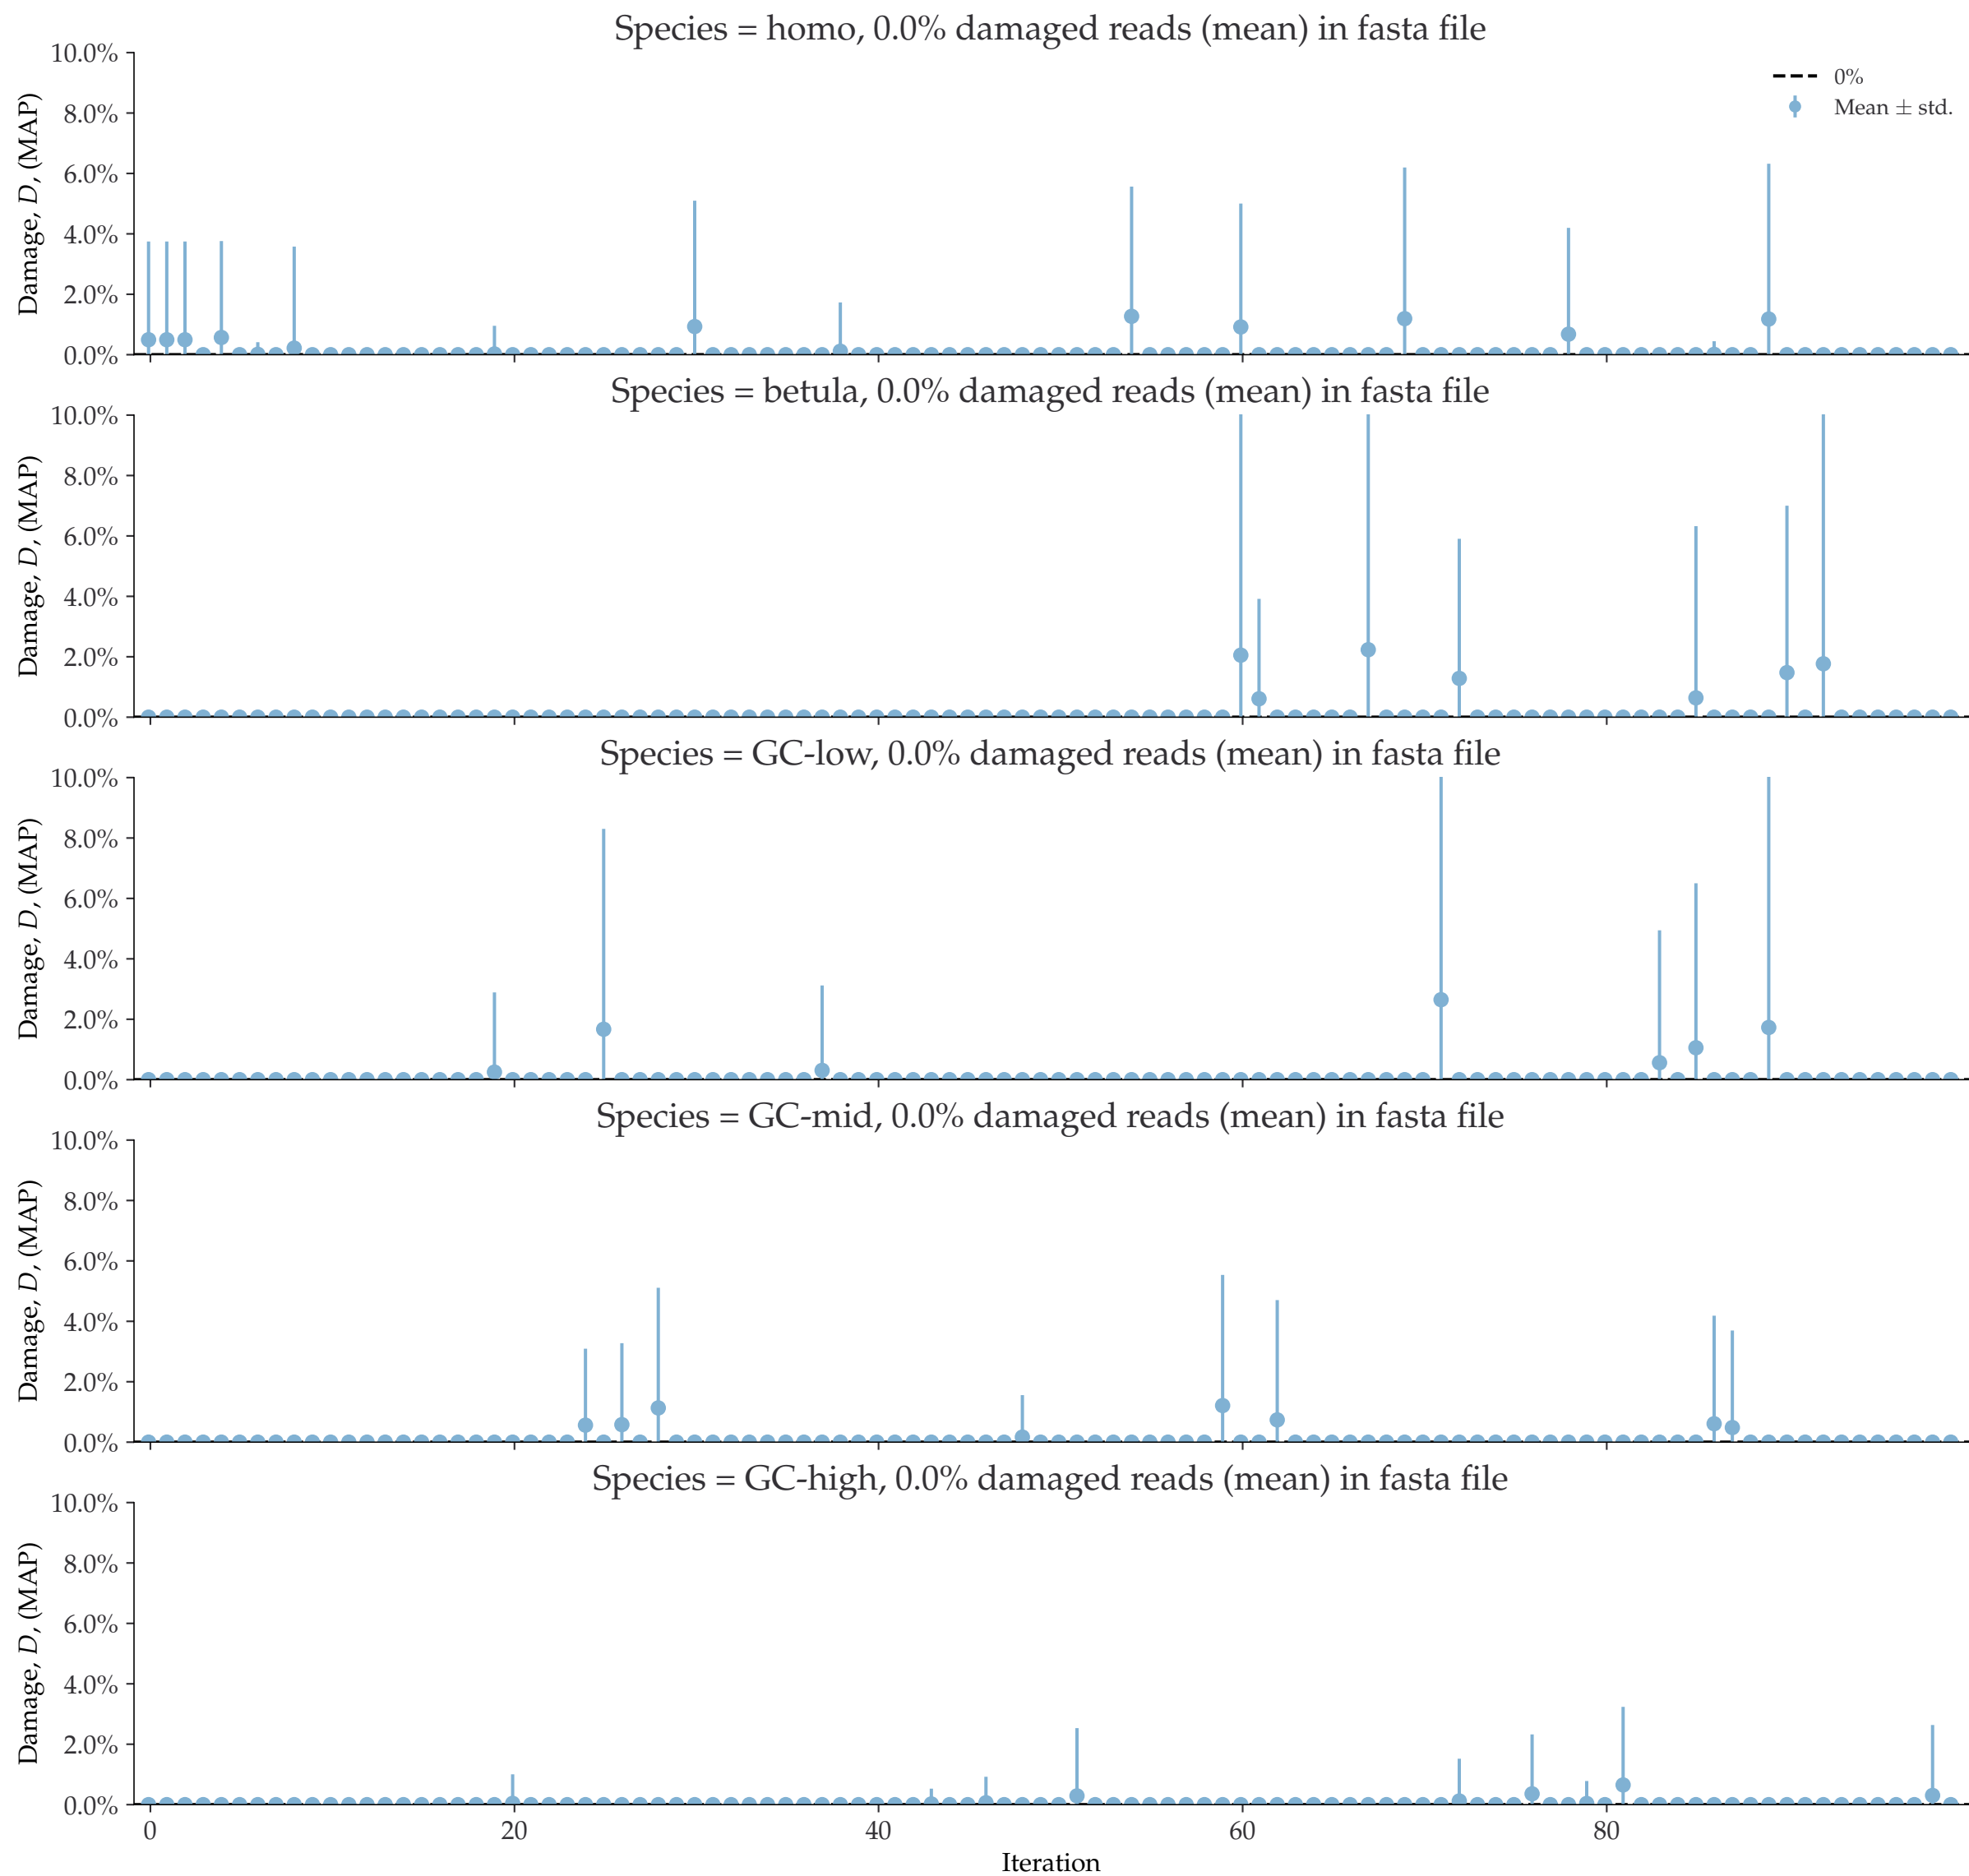 Species = homo, 0.0% damaged reads (mean) in fasta file
10.0%
8.0%
6.0%
4.0%
2.0%
0.0%
Damage, D, (MAP)
0%
Mean ± std.
Species = betula, 0.0% damaged reads (mean) in fasta file
10.0%
8.0%
6.0%
4.0%
2.0%
0.0%
Damage, D, (MAP)
Species = GC-low, 0.0% damaged reads (mean) in fasta file
10.0%
8.0%
6.0%
4.0%
2.0%
0.0%
Damage, D, (MAP)
Species = GC-mid, 0.0% damaged reads (mean) in fasta file
10.0%
8.0%
6.0%
4.0%
2.0%
0.0%
Damage, D, (MAP)
Species = GC-high, 0.0% damaged reads (mean) in fasta file
10.0%
8.0%
6.0%
4.0%
2.0%
0.0%
Damage, D, (MAP)
0 20 40 60 80
Iteration